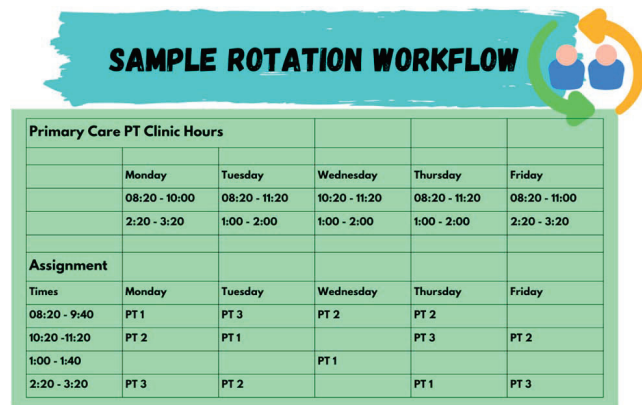 SAMPLE ROTATION WORKFLOW
Primary Care PT Clinic Hours
Monday Tuesday Wednesday Thursday Friday
08:20 - 10:00 08:20 - 11:20 10:20 - 11:20 08:20 - 11:20 08:20 - 11:00
2:20 - 3:20 1:00 - 2:00 1:00 - 2:00 1:00 - 2:00 2:20 - 3:20
Assignment
Times Monday Tuesday Wednesday Thursday Friday
08:20 - 9:40 PT 1 PT 3 PT 2 PT 2
10:20 -11:20 PT 2 PT 1 PT 3 PT 2
1:00 - 1:40 PT 1
2:20 - 3:20 PT 3 PT 2 PT 1 PT 3